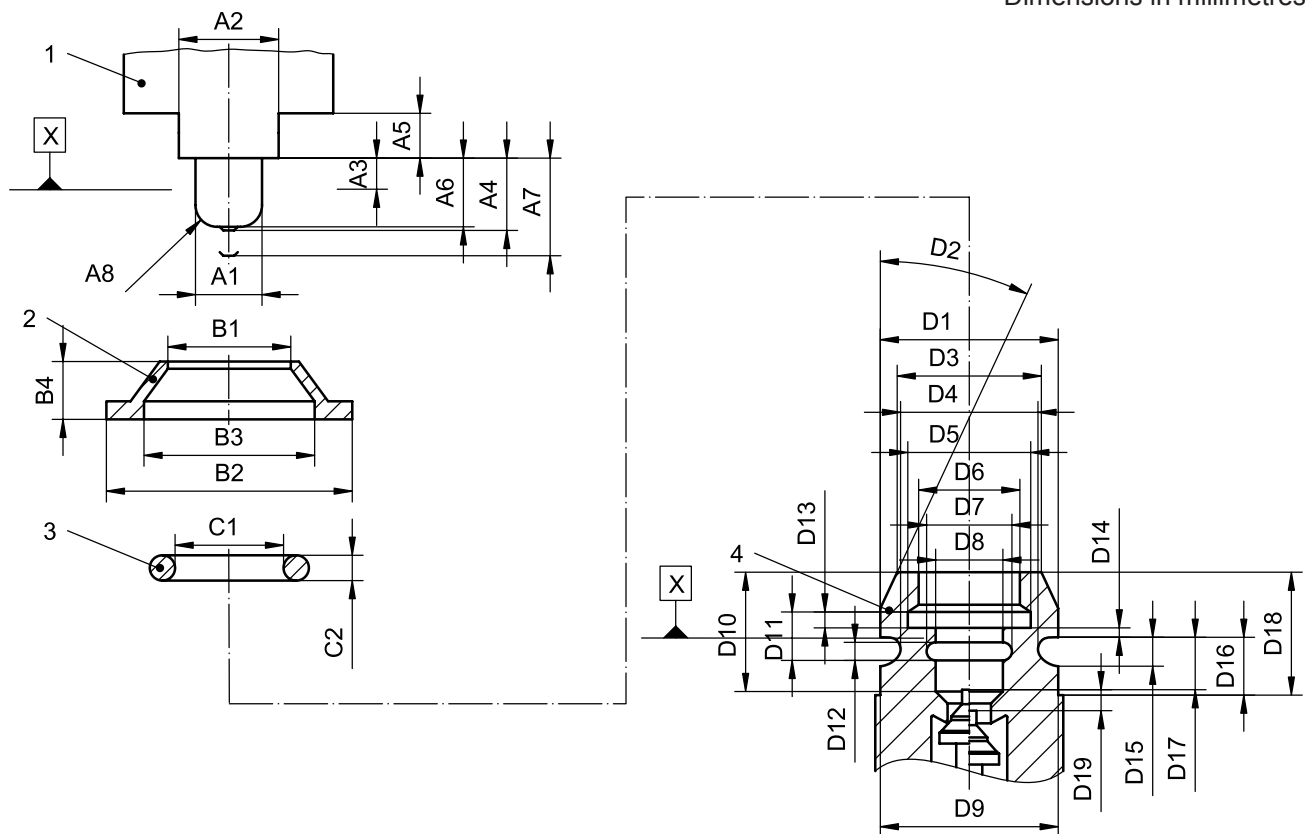 Dimensions in millimetres
A2
1
X
A5
A3
A6
A4
A7
A8
A1
2
B1
B4
B3
B2
3
C1
C2
D2
D1
D3
D4
D5
D6
D7
D8
D13
D14
4
X
D10
D11
D18
D16
D12
D15
D17
D19
D9